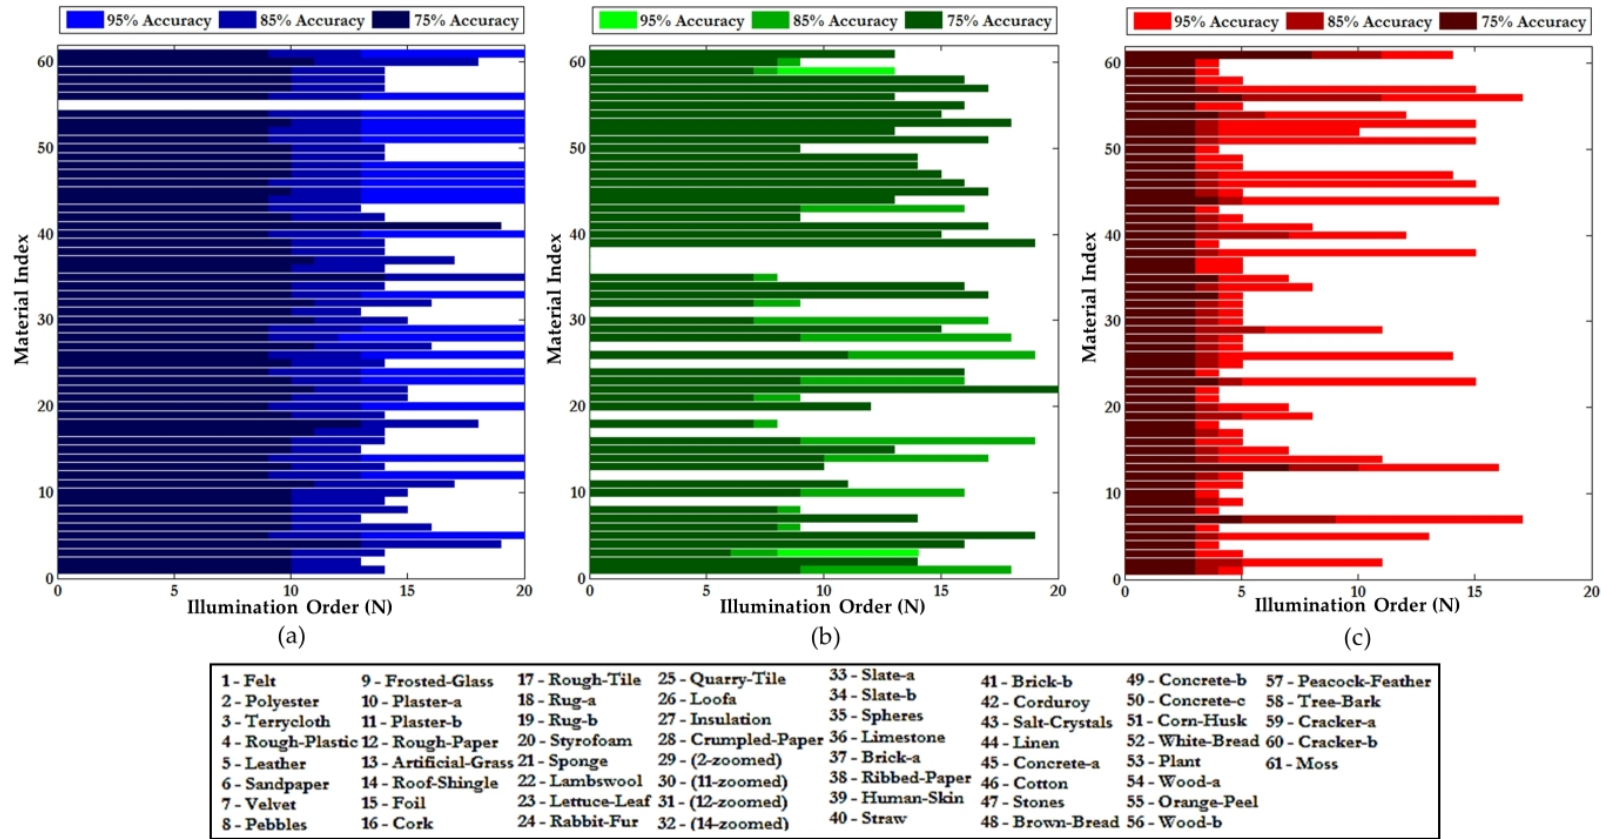 95% Accuracy 85% Accuracy 75% Accuracy
95% Accuracy 85% Accuracy 75% Accuracy
95% Accuracy 85% Accuracy 75% Accuracy
Material Index
60
50
40
30
20
10
0
0 5 10 15 20
Illumination Order (N)
(a)
Material Index
60
50
40
30
20
10
0
0 5 10 15 20
Illumination Order (N)
(b)
Material Index
60
50
40
30
20
10
0
0 5 10 15 20
Illumination Order (N)
(c)
1 - Felt
2 - Polyester
3 - Terrycloth
4 - Rough-Plastic
5 - Leather
6 - Sandpaper
7 - Velvet
8 - Pebbles
9 - Frosted-Glass
10 - Plaster-a
11 - Plaster-b
12 - Rough-Paper
13 - Artificial-Grass
14 - Roof-Shingle
15 - Foil
16 - Cork
17 - Rough-Tile
18 - Rug-a
19 - Rug-b
20 - Styrofoam
21 - Sponge
22 - Lambswool
23 - Lettuce-Leaf
24 - Rabbit-Fur
25 - Quarry-Tile
26 - Loofa
27 - Insulation
28 - Crumpled-Paper
29 - (2-zoomed)
30 - (11-zoomed)
31 - (12-zoomed)
32 - (14-zoomed)
33 - Slate-a
34 - Slate-b
35 - Spheres
36 - Limestone
37 - Brick-a
38 - Ribbed-Paper
39 - Human-Skin
40 - Straw
41 - Brick-b
42 - Corduroy
43 - Salt-Crystals
44 - Linen
45 - Concrete-a
46 - Cotton
47 - Stones
48 - Brown-Bread
49 - Concrete-b
50 - Concrete-c
51 - Corn-Husk
52 - White-Bread
53 - Plant
54 - Wood-a
55 - Orange-Peel
56 - Wood-b
57 - Peacock-Feather
58 - Tree-Bark
59 - Cracker-a
60 - Cracker-b
61 - Moss